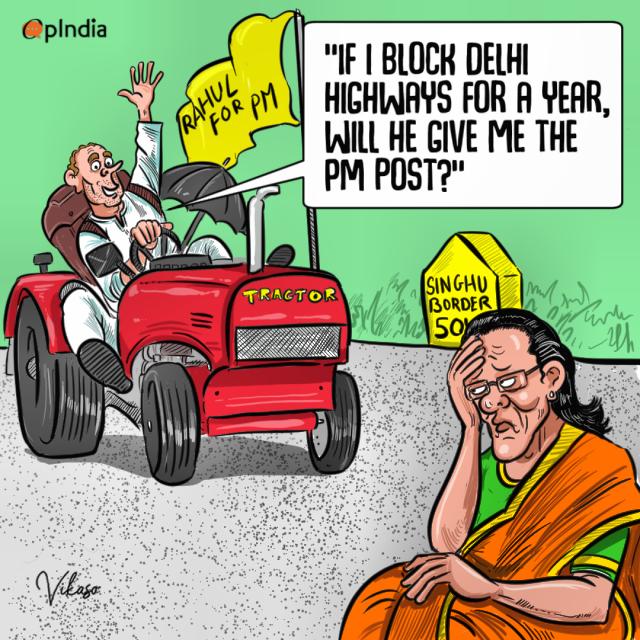 OpIndia
RAHUL
FOR PM
"IF I BLOCK DELHI
HIGHWAYS FOR A YEAR,
WILL HE GIVE ME THE
PM POST?"
TRACTOR
SINGHU
BORDER
Vikaso